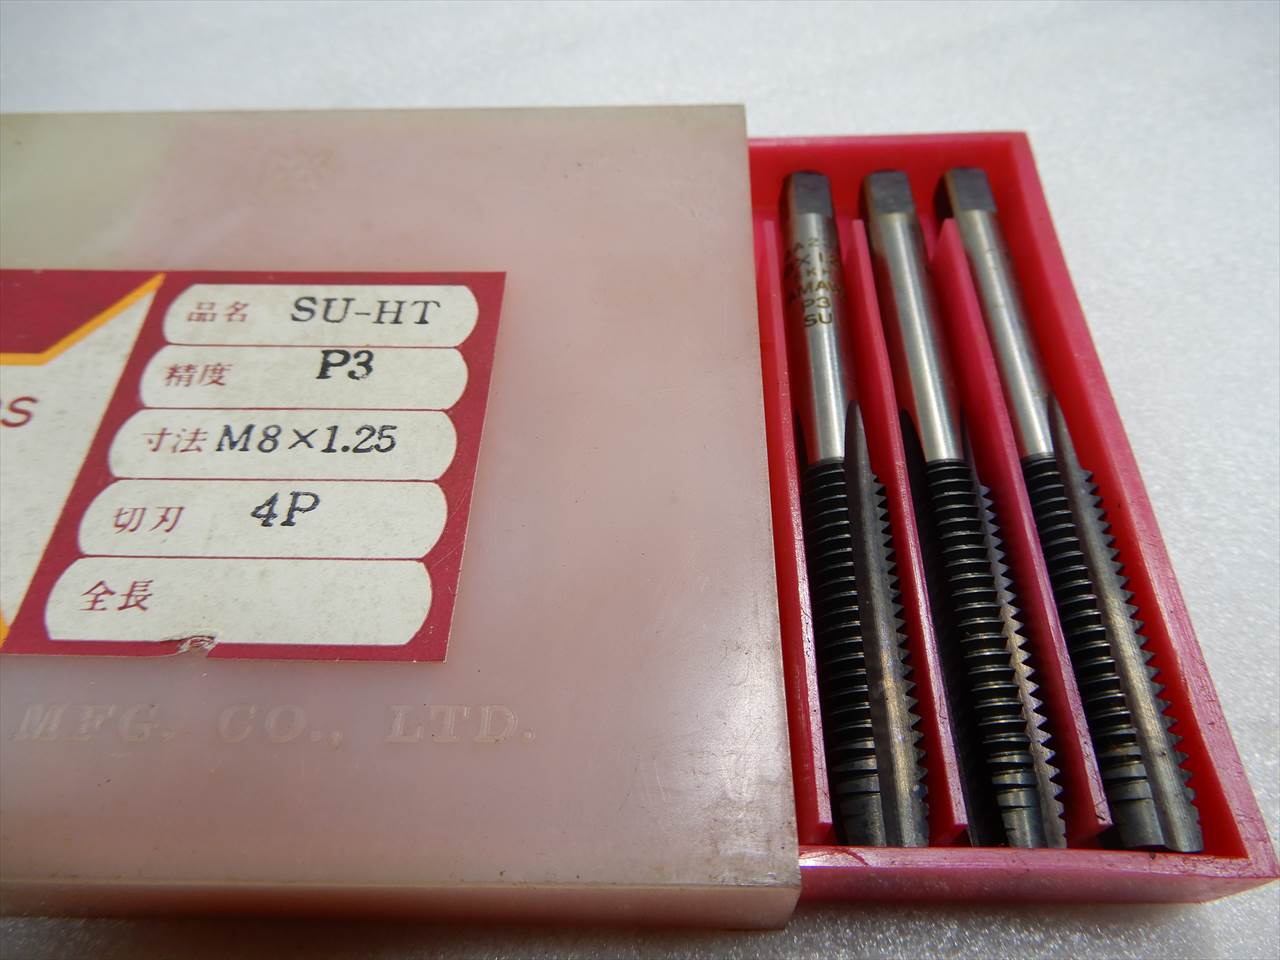 品名 SU-HT
精度 P3
寸法 M8×1.25
切刃 4P
全長
MFG. CO., LTD.
P3
SU